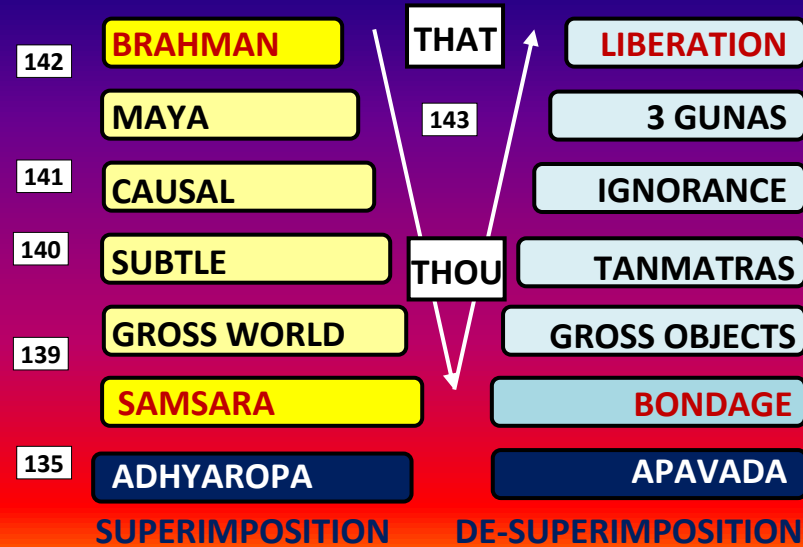 BRAHMAN
THAT
LIBERATION
142
MAYA
143
3 GUNAS
141
CAUSAL
IGNORANCE
140
SUBTLE
THOU
TANMATRAS
GROSS WORLD
GROSS OBJECTS
139
SAMSARA
BONDAGE
135
ADHYAROPA
APAVADA
SUPERIMPOSITION
DE-SUPERIMPOSITION